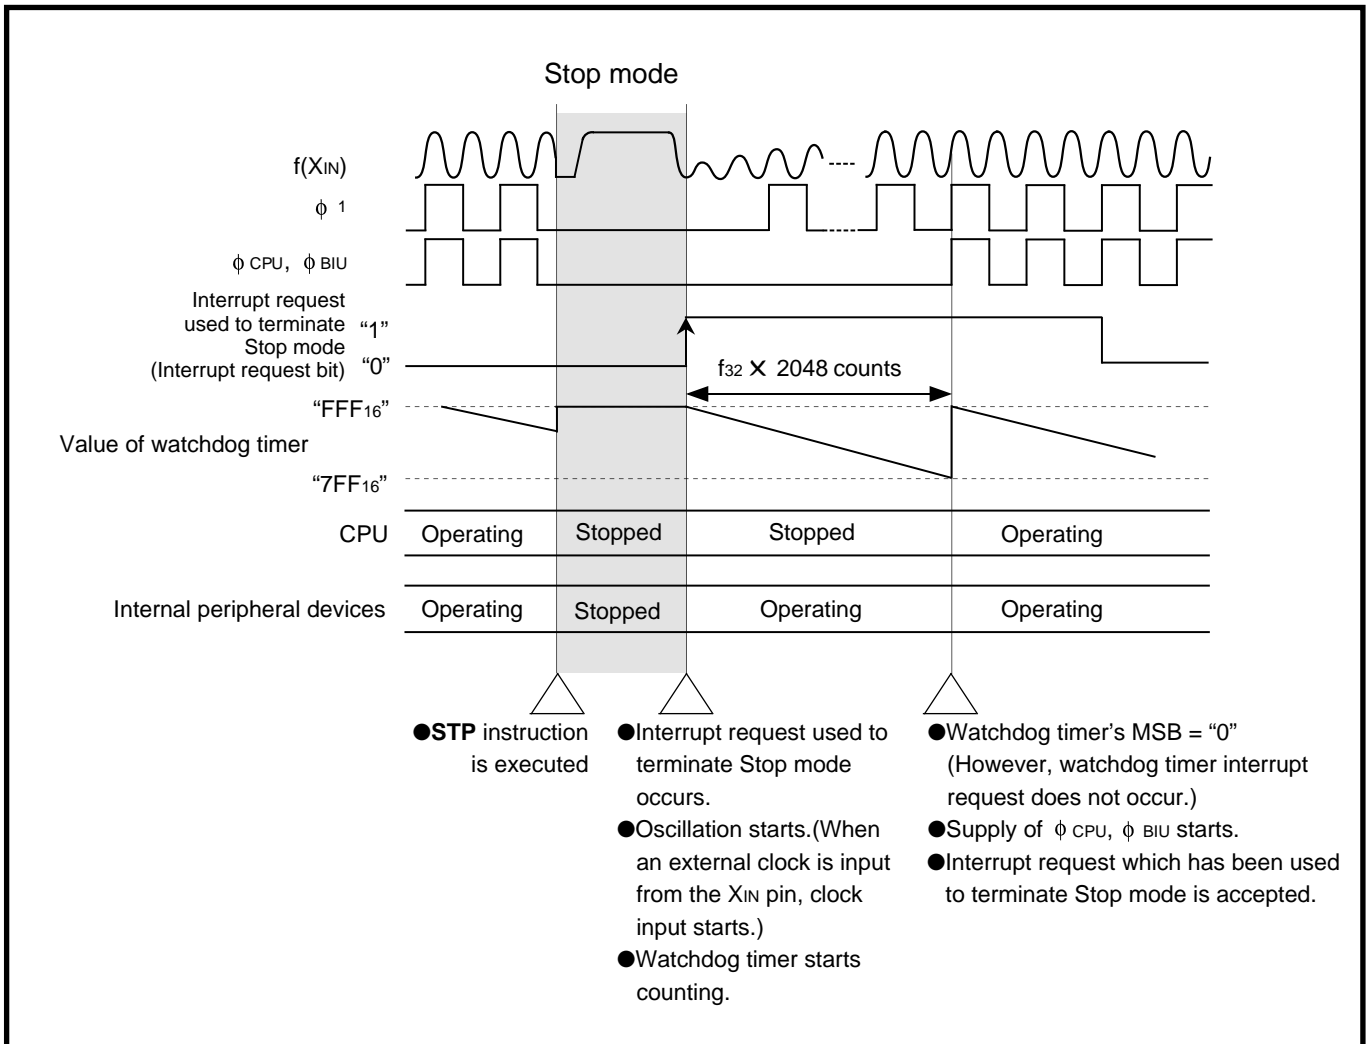 Stop mode
f(XIN)
ϕ 1
ϕ CPU, ϕ BIU
Interrupt request
used to terminate
Stop mode
(Interrupt request bit)
“1”
“0”
f32 X 2048 counts
“FFF16”
Value of watchdog timer
“7FF16”
CPU Operating Stopped Stopped Operating
Internal peripheral devices Operating Stopped Operating Operating
●STP instruction
is executed
●Interrupt request used to
terminate Stop mode
occurs.
●Oscillation starts.(When
an external clock is input
from the XIN pin, clock
input starts.)
●Watchdog timer starts
counting.
●Watchdog timer’s MSB = “0”
(However, watchdog timer interrupt
request does not occur.)
●Supply of ϕ CPU, ϕ BIU starts.
●Interrupt request which has been used
to terminate Stop mode is accepted.